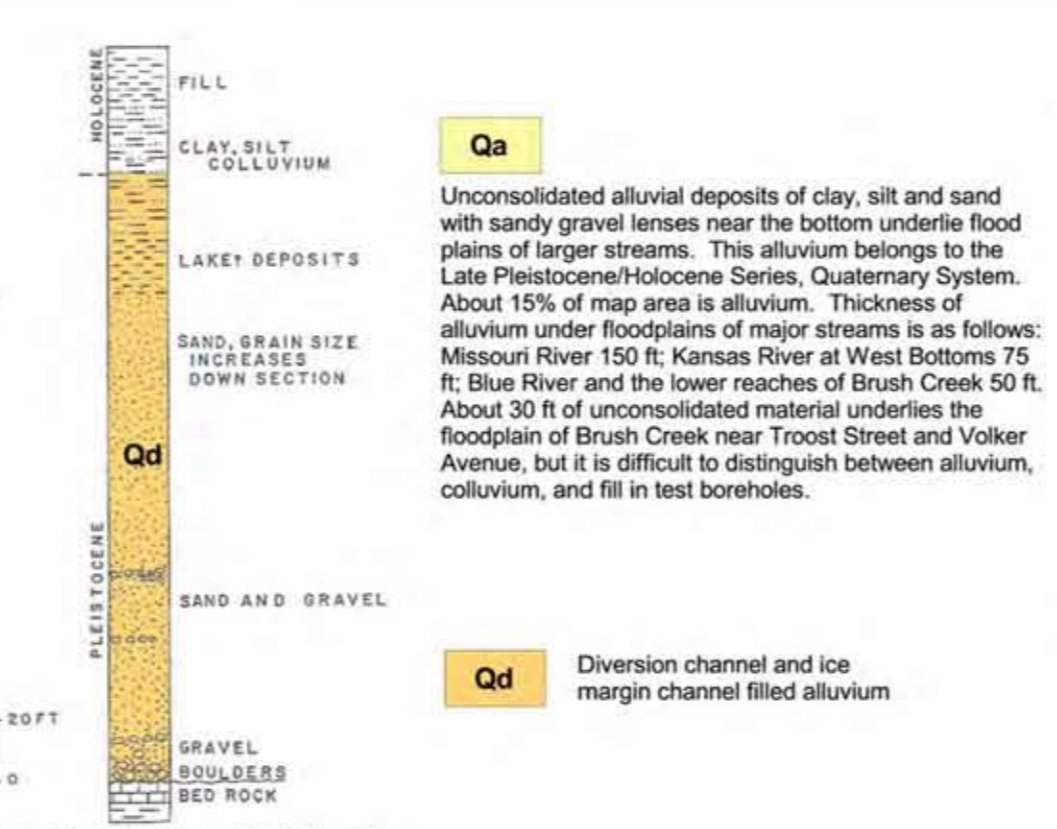 HOLOCENE
FILL
CLAY, SILT
COLLUVIUM
LAKE? DEPOSITS
SAND, GRAIN SIZE
INCREASES
DOWN SECTION
Qd
PLEISTOCENE
SAND AND GRAVEL
20FT
0
GRAVEL
BOULDERS
BED ROCK
Qa
Unconsolidated alluvial deposits of clay, silt and sand
with sandy gravel lenses near the bottom underlie flood
plains of larger streams. This alluvium belongs to the
Late Pleistocene/Holocene Series, Quaternary System.
About 15% of map area is alluvium. Thickness of
alluvium under floodplains of major streams is as follows:
Missouri River 150 ft; Kansas River at West Bottoms 75
ft; Blue River and the lower reaches of Brush Creek 50 ft.
About 30 ft of unconsolidated material underlies the
floodplain of Brush Creek near Troost Street and Volker
Avenue, but it is difficult to distinguish between alluvium,
colluvium, and fill in test boreholes.
Qd
Diversion channel and ice
margin channel filled alluvium